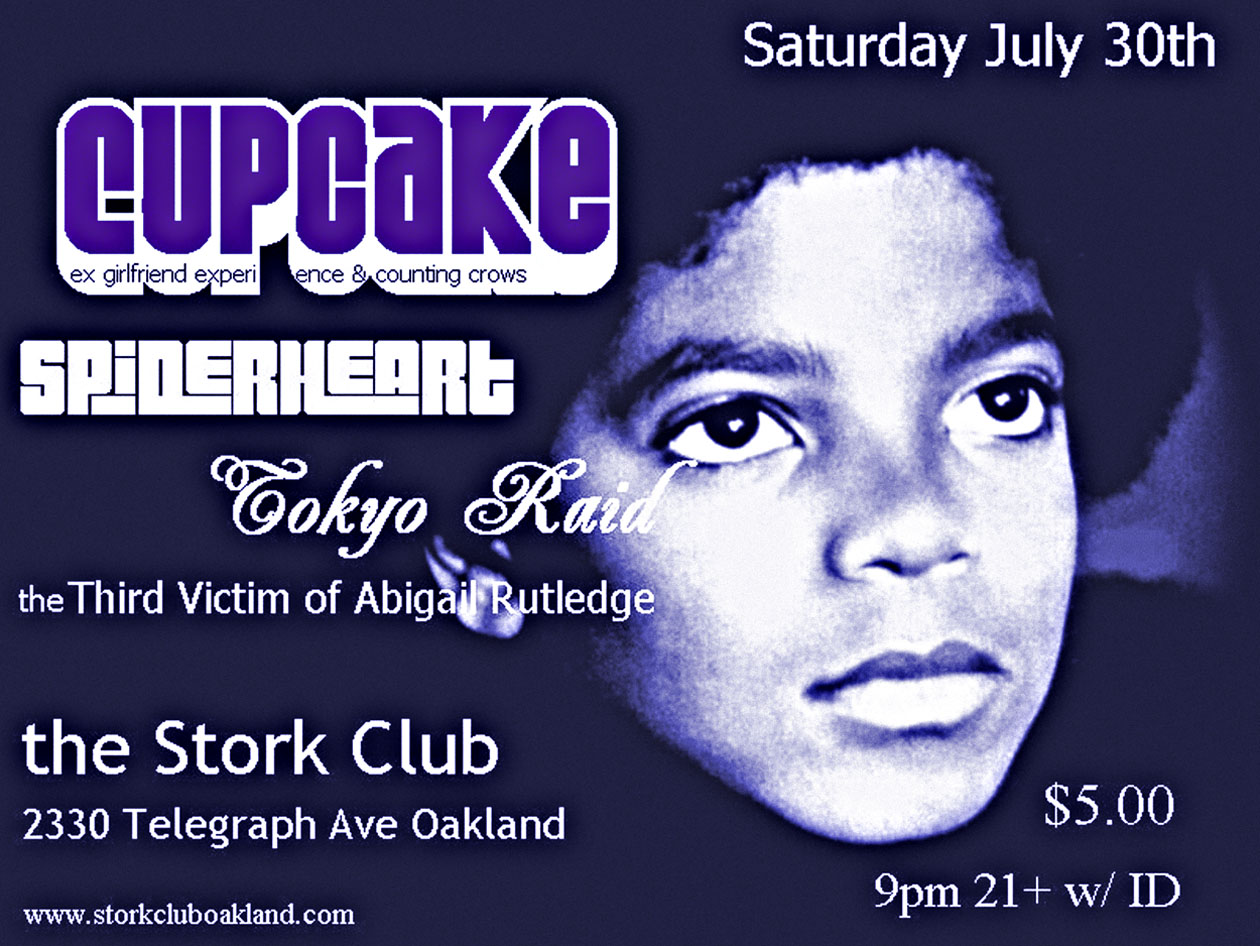 Saturday July 30th
CUPCaKe
ex girlfriend experi ence & counting crows
SPiDERHEARt
Tokyo Raid
the Third Victim of Abigail Rutledge
the Stork Club
2330 Telegraph Ave Oakland
$5.00
9pm 21+ w/ ID
www.storkcluboakland.com